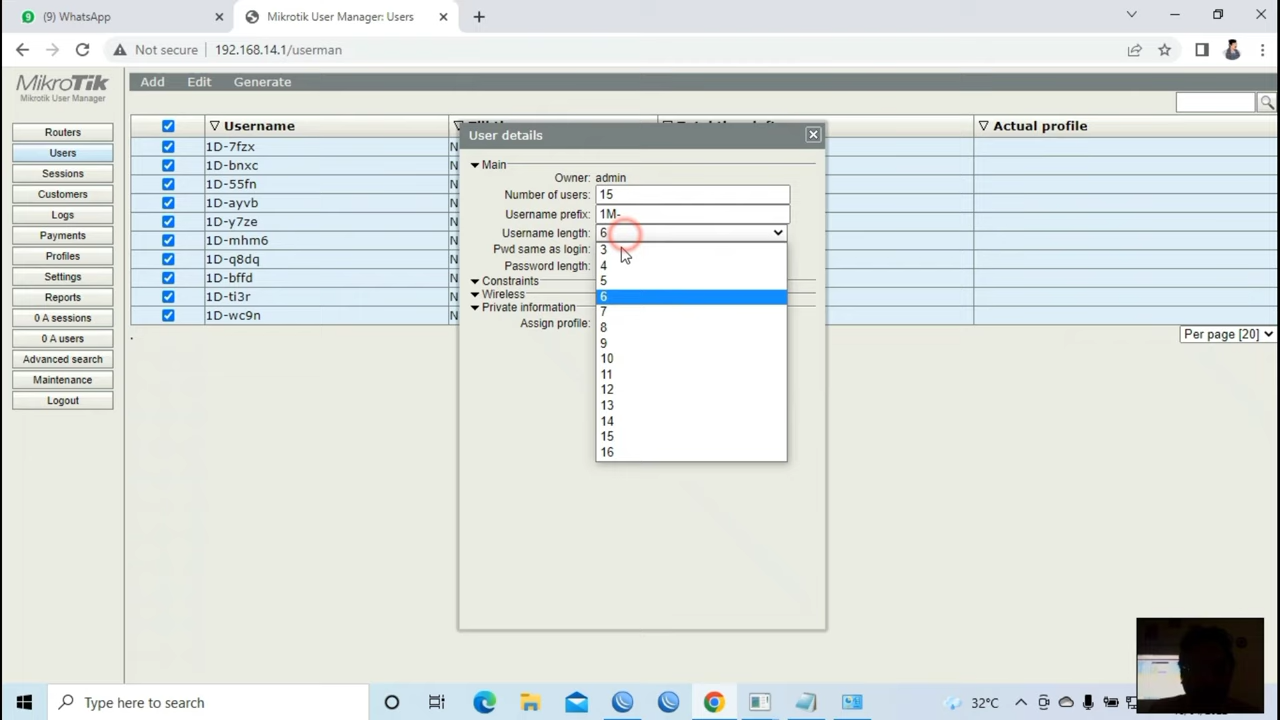 9 WhatsApp
(9) WhatsApp
Mikrotik User Manager: Users
Not secure
192.168.14.1/userman
MikroTik
Mikrotik User Manager
Add Edit Generate
Routers
Users
Sessions
Customers
Logs
Payments
Profiles
Settings
Reports
0 A sessions
0 A users
Advanced search
Maintenance
Logout
Username
Actual profile
1D-7fzx N
1D-bnxc N
1D-55fn N
1D-ayvb N
1D-y7ze N
1D-mhm6 N
1D-q8dq N
1D-bffd N
1D-ti3r N
1D-wc9n N
Per page [20]
User details
Main
Owner: admin
Number of users: 15
Username prefix: 1M-
Username length: 6
Pwd same as login:
Password length:
Constraints
Wireless
Private information
Assign profile:
3
4
5
6
7
8
9
10
11
12
13
14
15
16
Type here to search
32°C